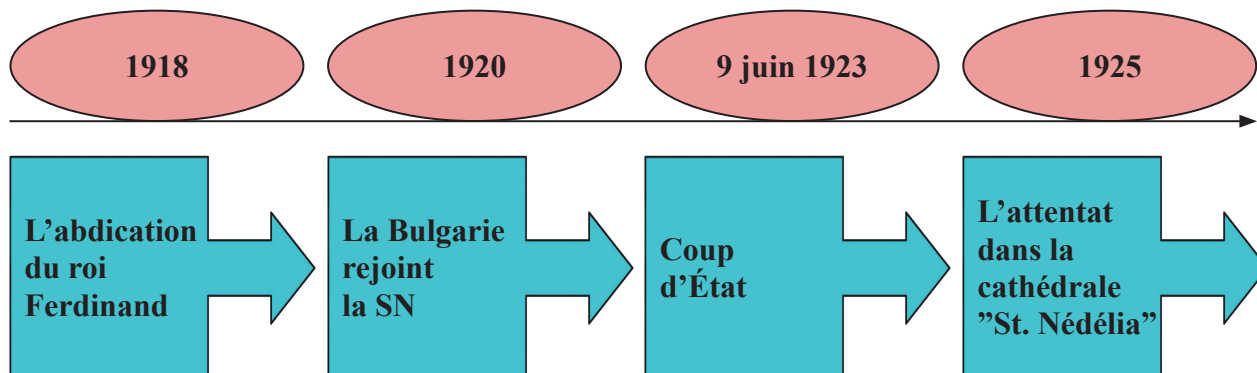 1918
1920
9 juin 1923
1925
L’abdication
du roi
Ferdinand
La Bulgarie
rejoint
la SN
Coup
d’État
L’attentat
dans la
cathédrale
”St. Nédélia”